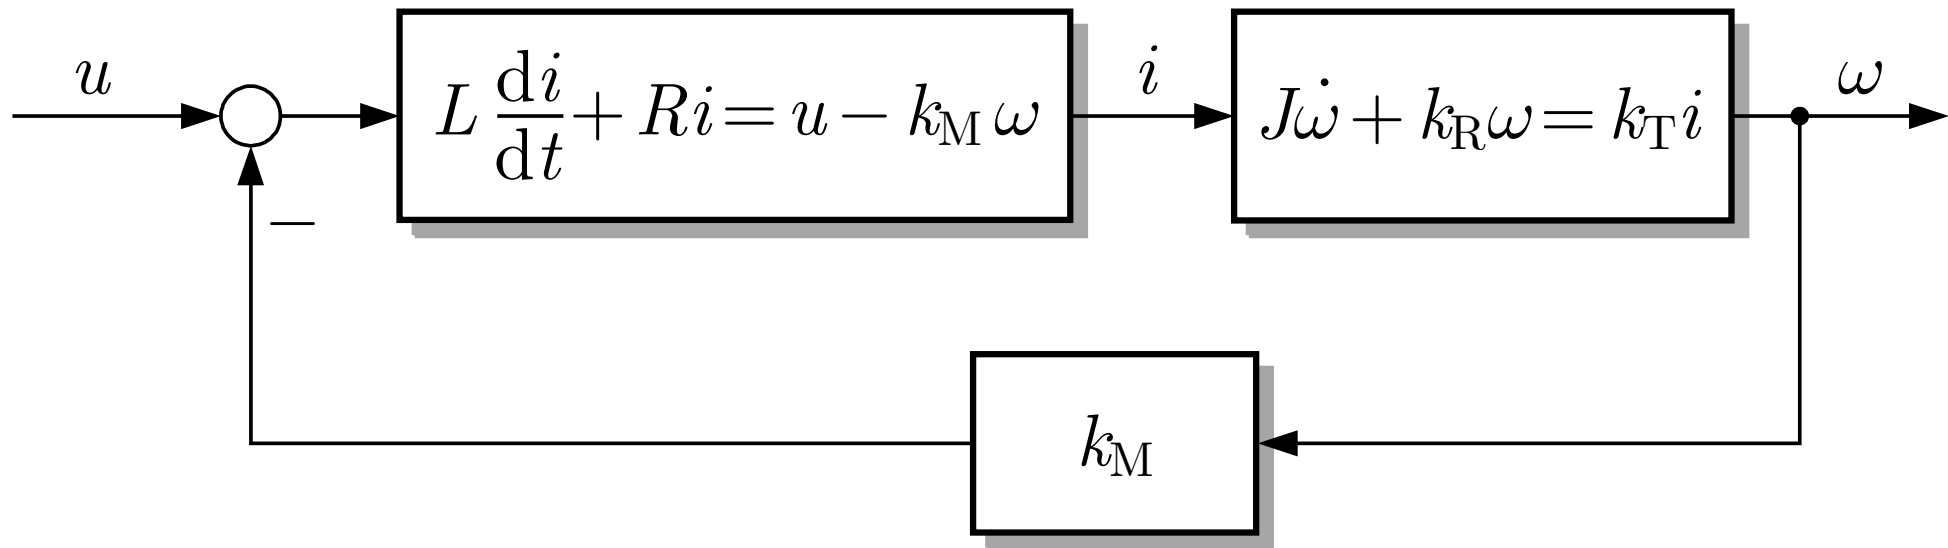 u
L di/dt + Ri = u − k_M ω
i
Jω̇ + k_R ω = k_T i
ω
−
k_M